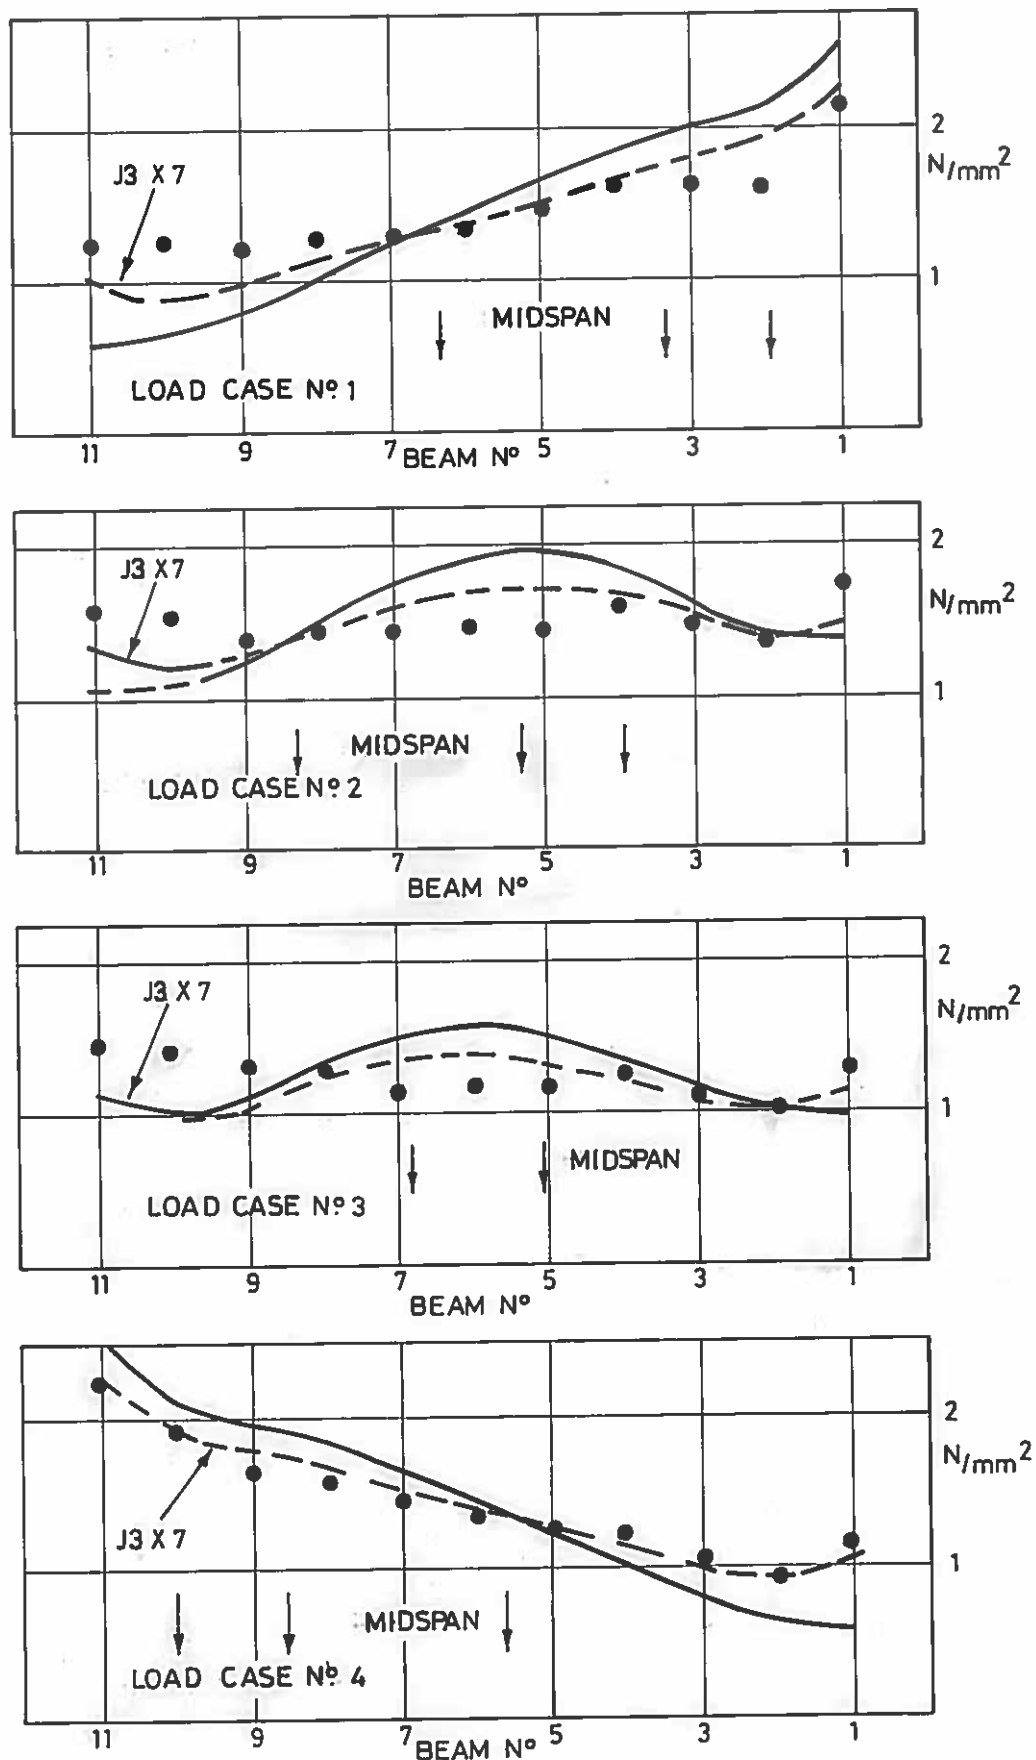 2
N/mm²
J3 X 7
1
MIDSPAN
LOAD CASE Nº 1
11 9 7 5 3 1
BEAM Nº
2
J3 X7
N/mm²
1
MIDSPAN
LOAD CASE Nº 2
11 9 7 5 3 1
BEAM Nº
2
J3 X 7
N/mm²
1
MIDSPAN
LOAD CASE Nº 3
11 9 7 5 3 1
BEAM Nº
2
N/mm²
J3 X 7
1
MIDSPAN
LOAD CASE Nº 4
11 9 7 5 3 1
BEAM Nº